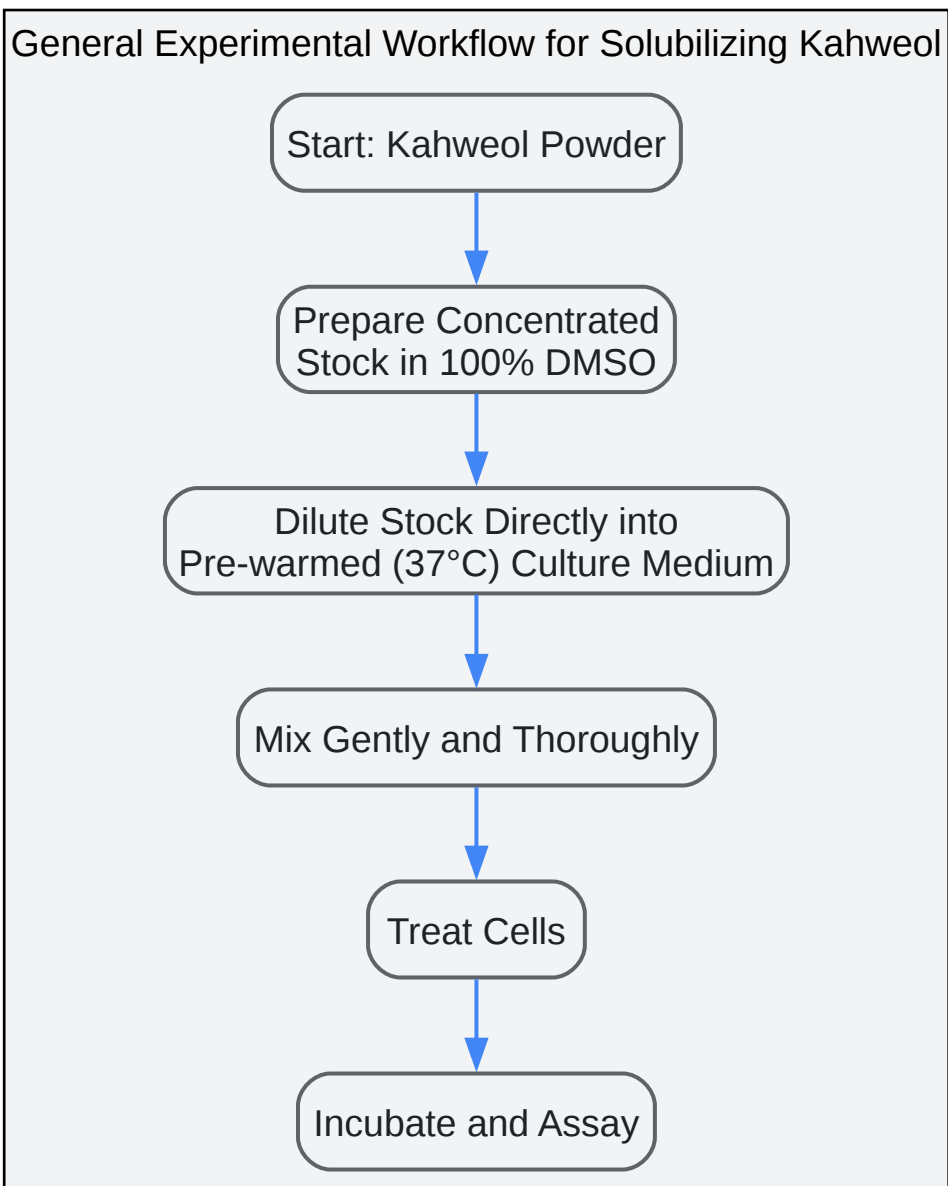 General Experimental Workflow for Solubilizing Kahweol
Start: Kahweol Powder
Prepare Concentrated
Stock in 100% DMSO
Dilute Stock Directly into
Pre-warmed (37°C) Culture Medium
Mix Gently and Thoroughly
Treat Cells
Incubate and Assay